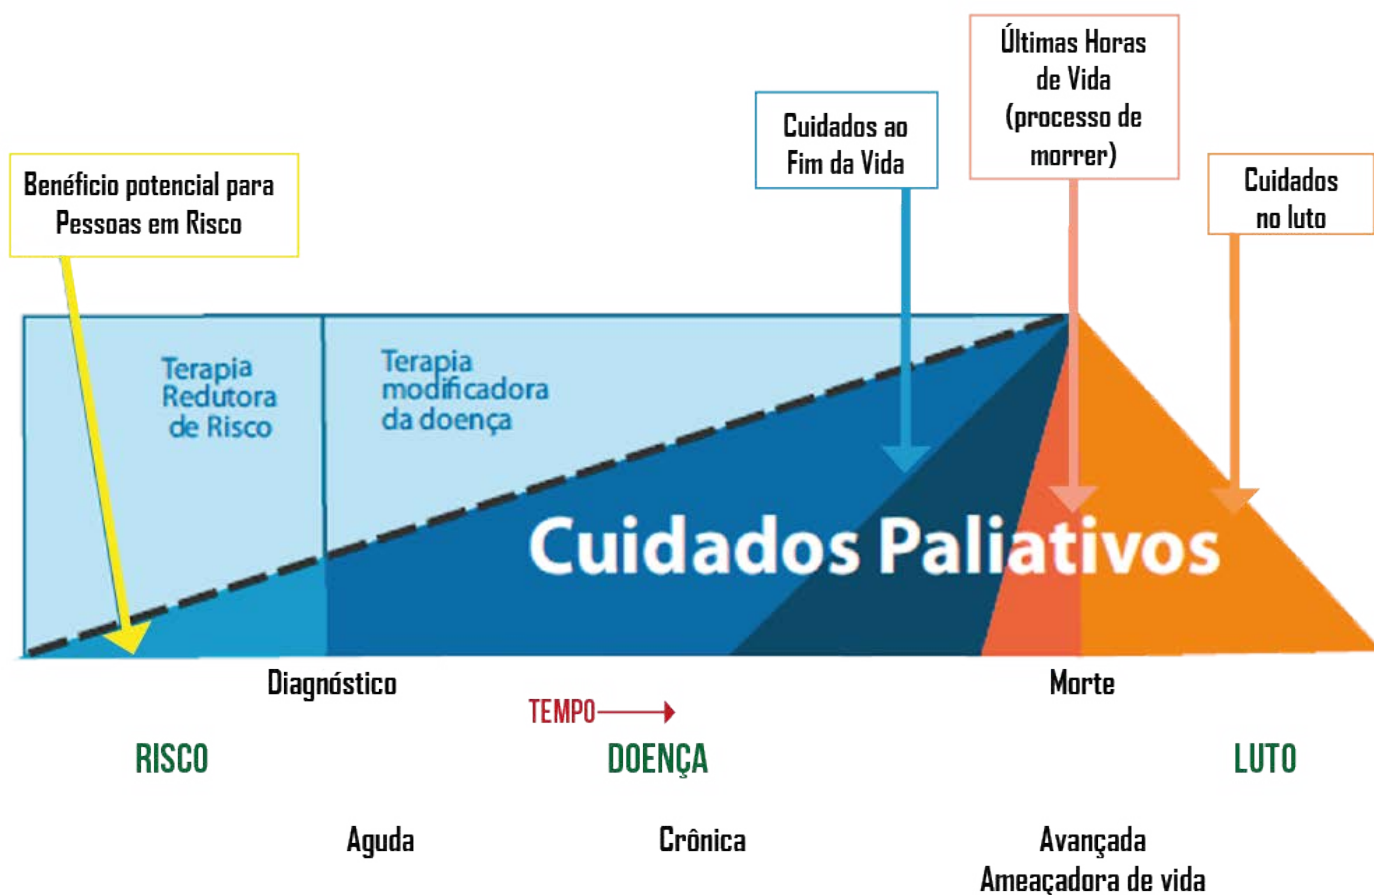 Últimas Horas
de Vida
(processo de
morrer)
Cuidados ao
Fim da Vida
Benéficio potencial para
Pessoas em Risco
Cuidados
no luto
Terapia
Redutora
de Risco
Terapia
modificadora
da doença
Cuidados Paliativos
Diagnóstico
Morte
TEMPO
RISCO
DOENÇA
LUTO
Aguda
Crônica
Avançada
Ameaçadora de vida